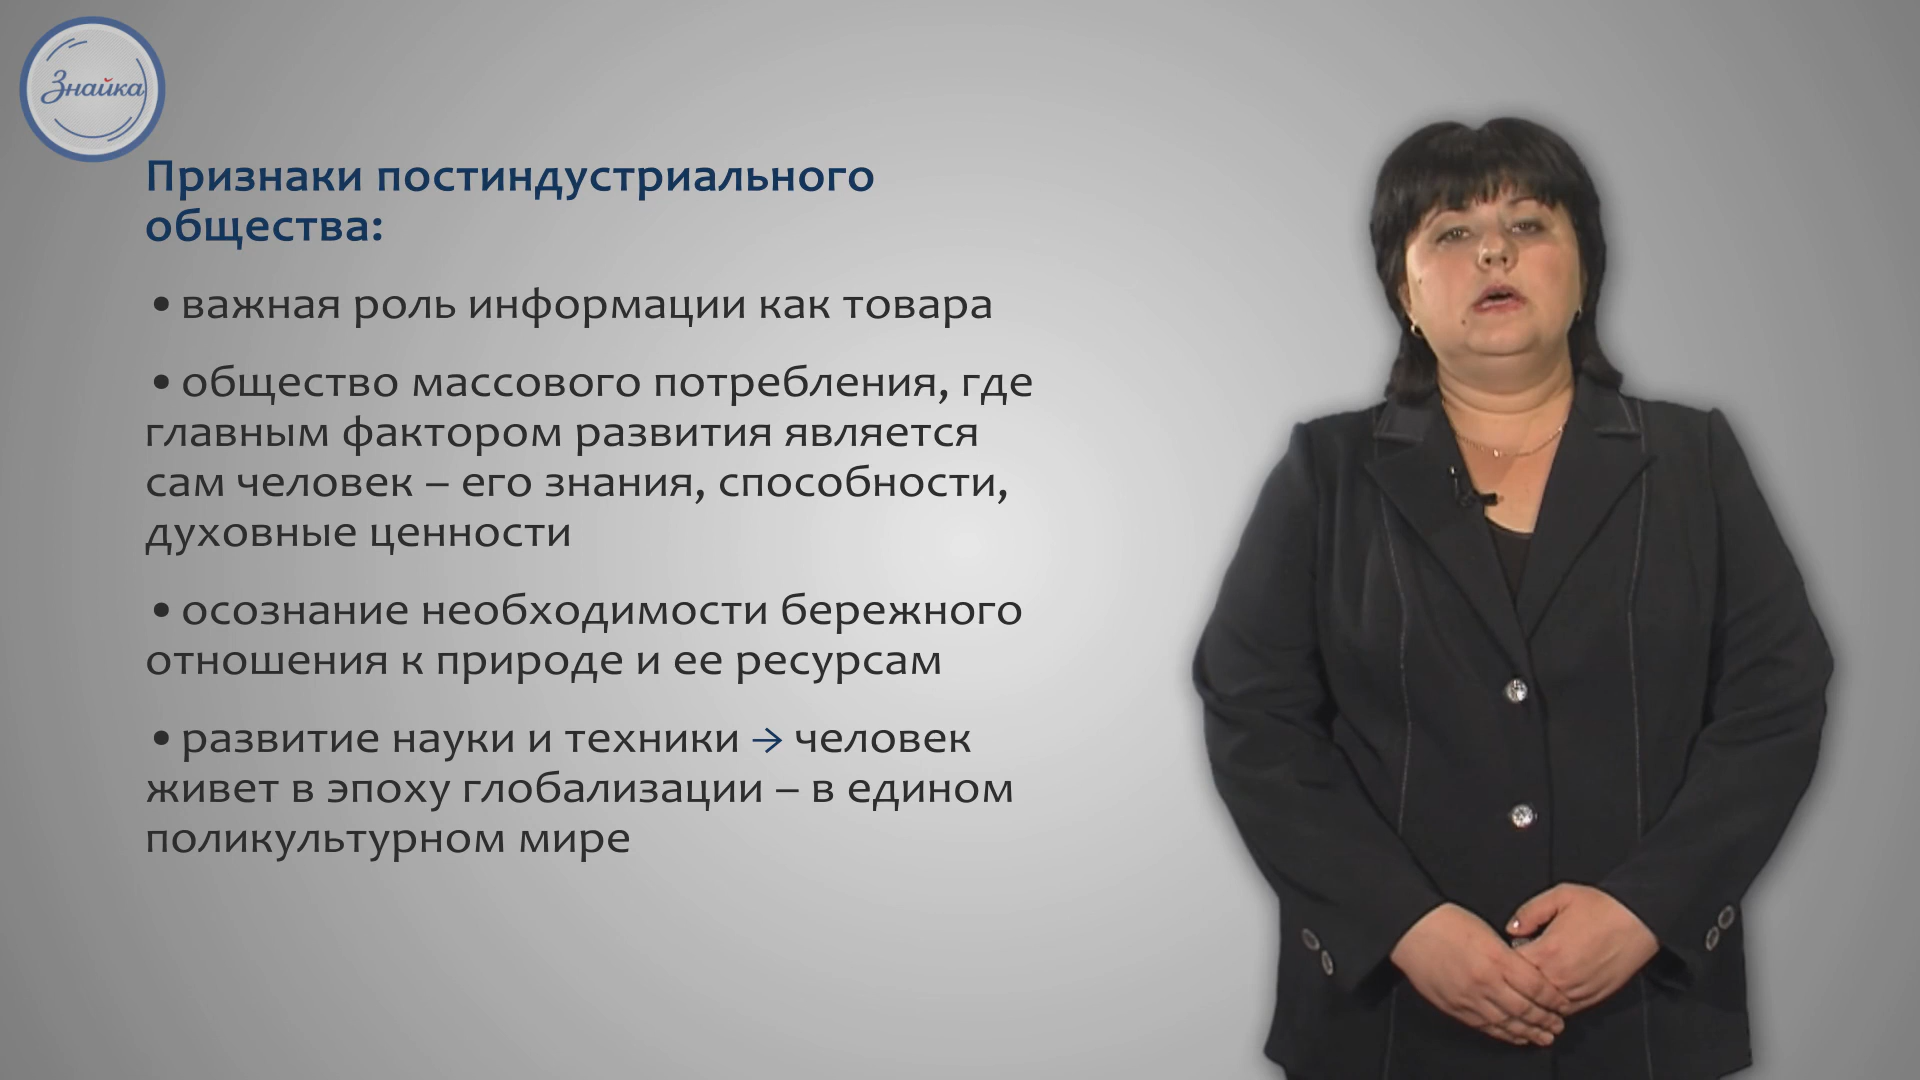 Знайка
Признаки постиндустриального
общества:
• важная роль информации как товара
• общество массового потребления, где
главным фактором развития является
сам человек – его знания, способности,
духовные ценности
• осознание необходимости бережного
отношения к природе и ее ресурсам
• развитие науки и техники → человек
живет в эпоху глобализации – в едином
поликультурном мире